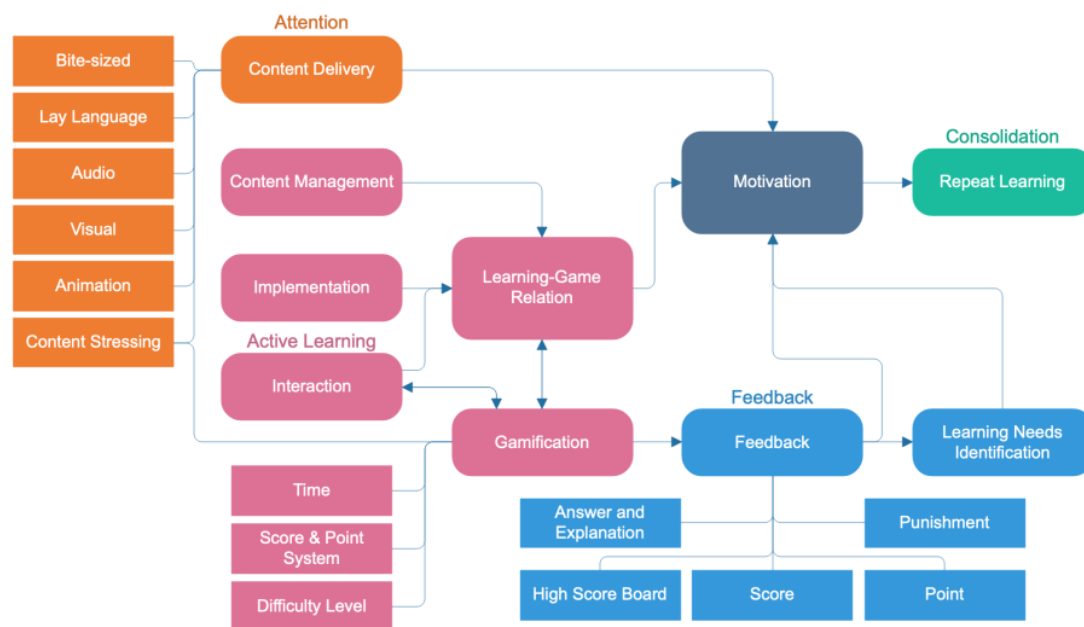 Attention
Bite-sized
Content Delivery
Lay Language
Audio
Visual
Animation
Content Stressing
Content Management
Implementation
Active Learning
Interaction
Learning-Game
Relation
Motivation
Consolidation
Repeat Learning
Gamification
Time
Score & Point
System
Difficulty Level
Feedback
Feedback
Learning Needs
Identification
Answer and
Explanation
Punishment
High Score Board
Score
Point